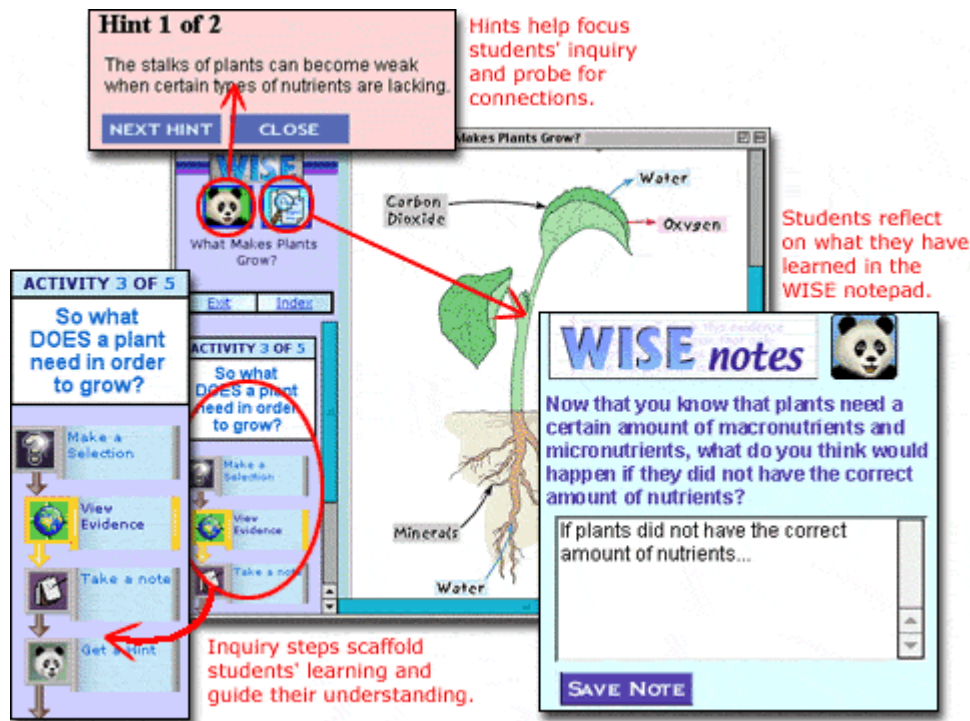 Hint 1 of 2
The stalks of plants can become weak
when certain types of nutrients are lacking.
NEXT HINT
CLOSE
Hints help focus
students' inquiry
and probe for
connections.
Makes Plants Grow?
WISE
What Makes Plants
Grow?
Exit
Index
ACTIVITY 3 OF 5
So what
DOES a plant
need in order
to grow?
Make a
Selection
View
Evidence
Take a note
Carbon
Dioxide
Water
Oxygen
Minerals
Water
Students reflect
on what they have
learned in the
WISE notepad.
ACTIVITY 3 OF 5
So what
DOES a plant
need in order
to grow?
Make a
Selection
View
Evidence
Take a note
Get a Hint
Inquiry steps scaffold
students' learning and
guide their understanding.
WISE notes
Now that you know that plants need a
certain amount of macronutrients and
micronutrients, what do you think would
happen if they did not have the correct
amount of nutrients?
If plants did not have the correct
amount of nutrients...
SAVE NOTE